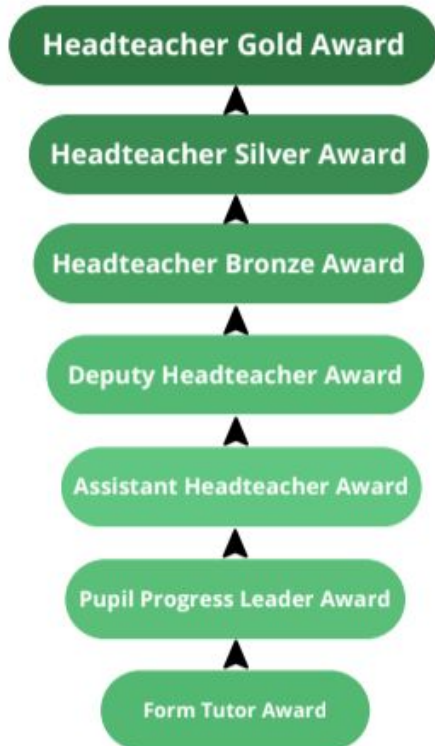 Headteacher Gold Award
Headteacher Silver Award
Headteacher Bronze Award
Deputy Headteacher Award
Assistant Headteacher Award
Pupil Progress Leader Award
Form Tutor Award